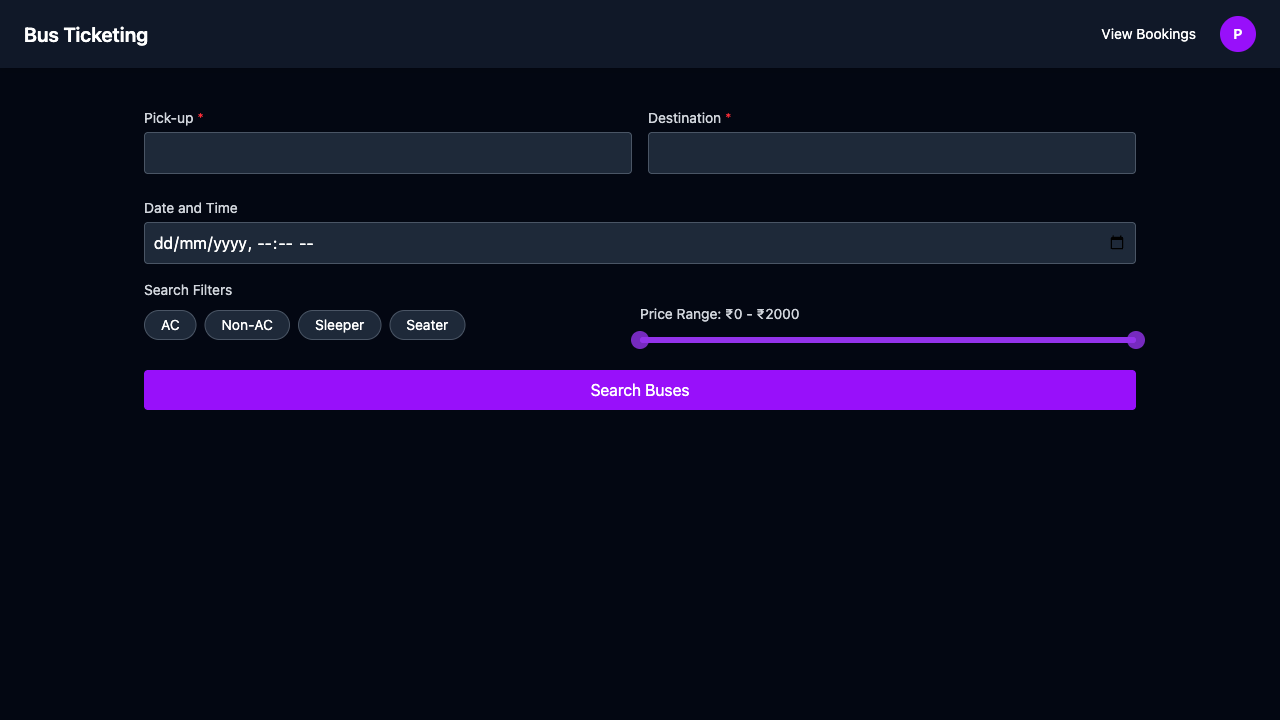 Bus Ticketing
View Bookings
P
Pick-up *
Destination *
Date and Time
dd/mm/yyyy, --:-- --
Search Filters
AC
Non-AC
Sleeper
Seater
Price Range: ₹0 - ₹2000
Search Buses